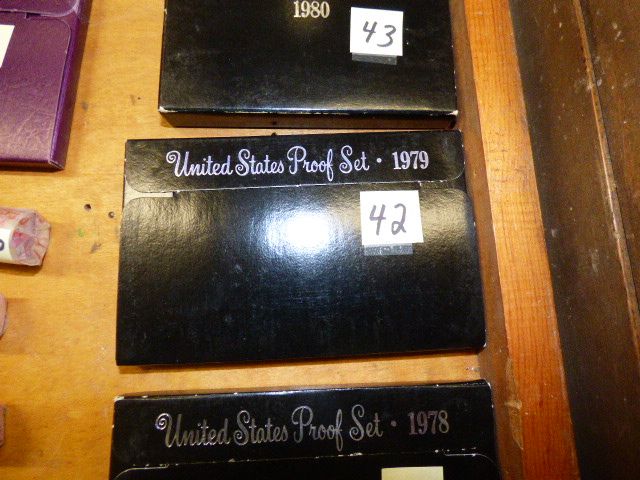 1980
43
United States Proof Set · 1979
42
United States Proof Set · 1978